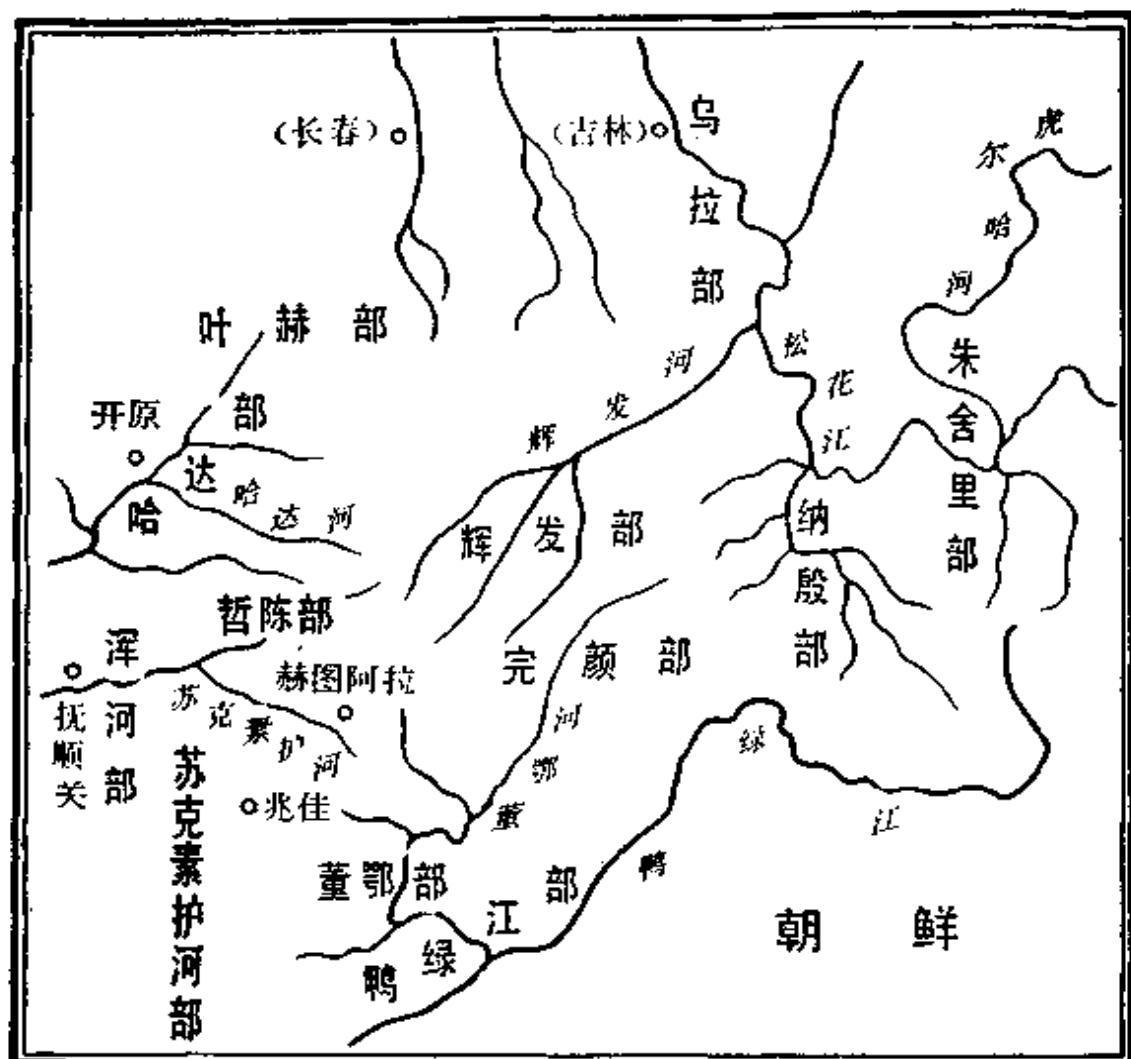 (长春)
(吉林)
乌拉部
虎尔哈河
叶赫部
松花江
朱舍里部
辉发河
开原
哈达部
哈达河
辉发部
纳殷部
哲陈部
完颜部
浑河部
赫图阿拉
抚顺关
苏克素护河
董鄂河
苏克素护河部
兆佳
鸭绿江
董鄂部
鸭绿江部
朝鲜